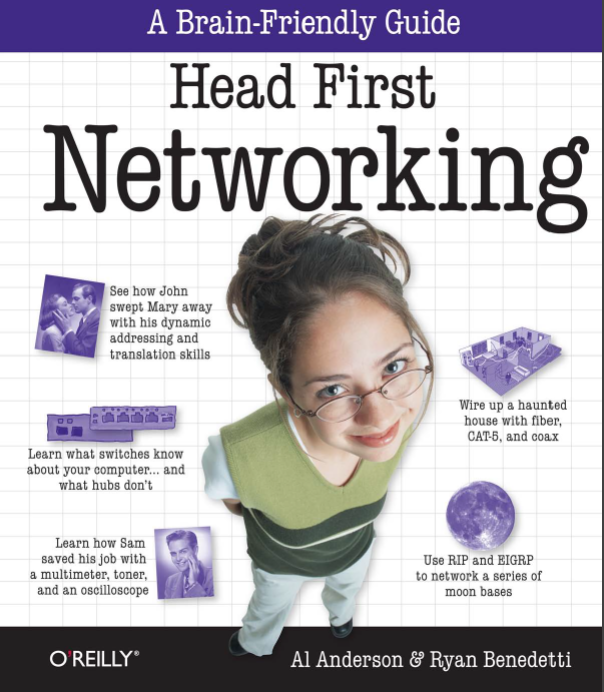 A Brain-Friendly Guide
Head First
Networking
See how John
swept Mary away
with his dynamic
addressing and
translation skills
Wire up a haunted
house with fiber,
CAT-5, and coax
Learn what switches know
about your computer... and
what hubs don't
Learn how Sam
saved his job with
a multimeter, toner,
and an oscilloscope
Use RIP and EIGRP
to network a series of
moon bases
O'REILLY®
Al Anderson & Ryan Benedetti